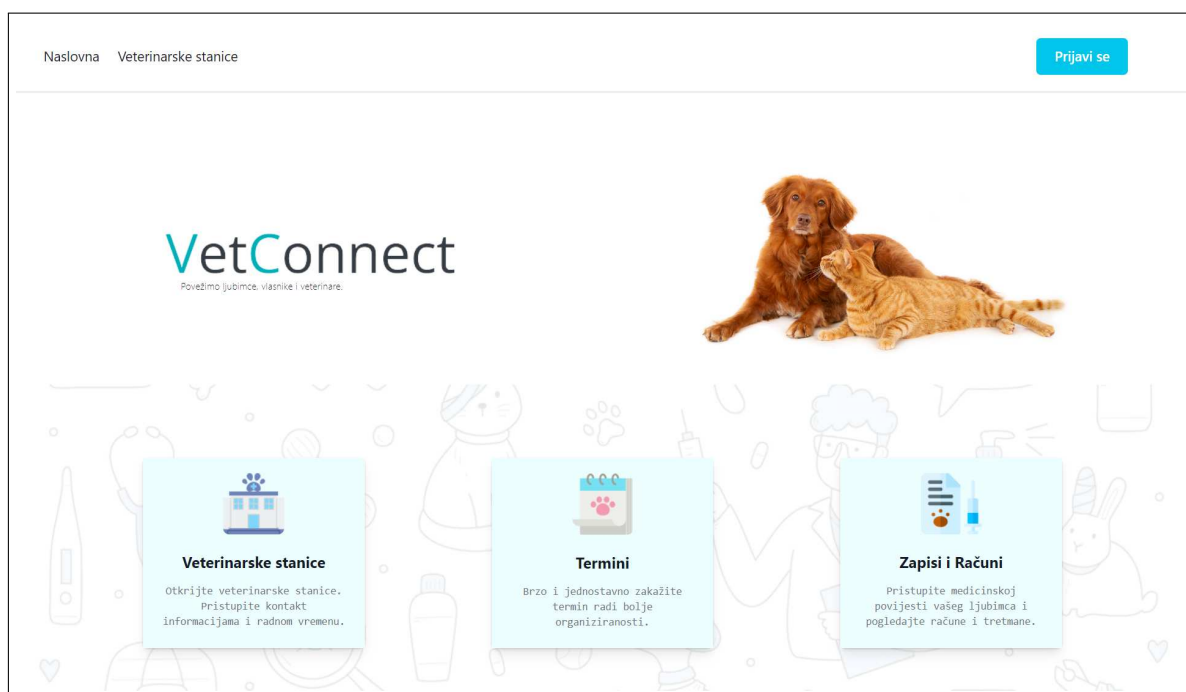 Naslovna Veterinarske stanice Prijavi se
VetConnect
Povežimo ljubimce, vlasnike i veterinare.
Veterinarske stanice
Otkrijte veterinarske stanice.
Pristupite kontakt
informacijama i radnom vremenu.
Termini
Brzo i jednostavno zakažite
termin radi bolje
organiziranosti.
Zapisi i Računi
Pristupite medicinskoj
povijesti vašeg ljubimca i
pogledajte račune i tretmane.